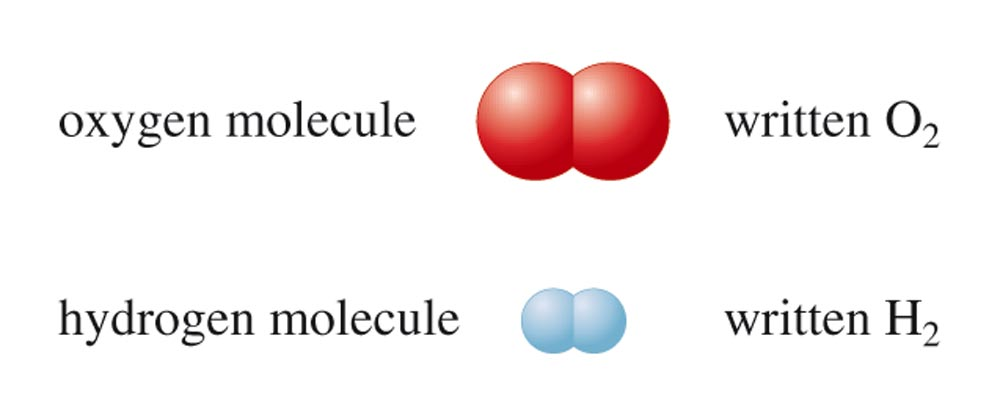 oxygen molecule written O₂
hydrogen molecule written H₂